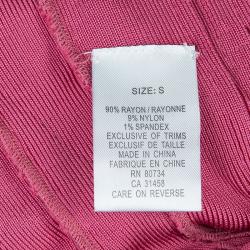 SIZE: S
90% RAYON / RAYONNE
9% NYLON
1% SPANDEX
EXCLUSIVE OF TRIMS
EXCLUSIF DE TAILLE
MADE IN CHINA
FABRIQUE EN CHINE
RN 80734
CA 31458
CARE ON REVERSE